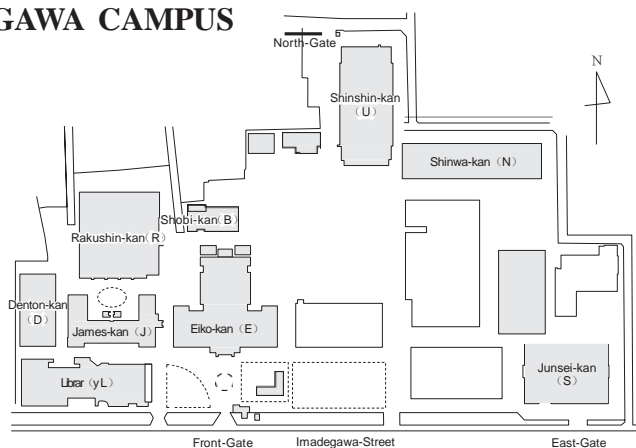 GAWA CAMPUS
North-Gate
N
Shinshin-kan
(U)
Shinwa-kan (N)
Shobi-kan (B)
Rakushin-kan (R)
Denton-kan
(D)
James-kan (J)
Eiko-kan (E)
Librar (y L)
Junsei-kan
(S)
Front-Gate
Imadegawa-Street
East-Gate